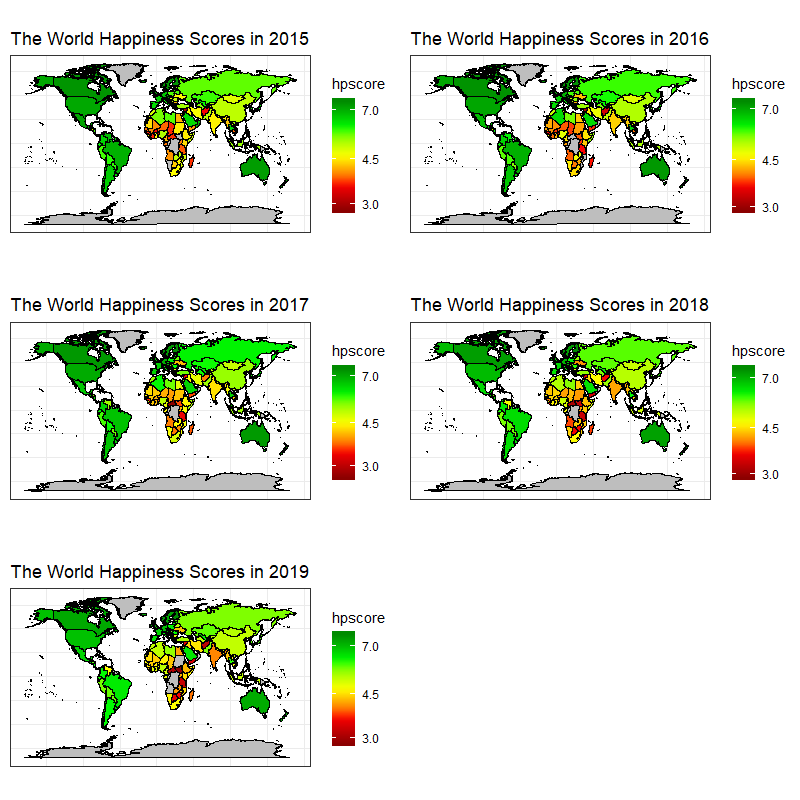 The World Happiness Scores in 2015
hpscore
7.0
4.5
3.0
The World Happiness Scores in 2016
hpscore
7.0
4.5
3.0
The World Happiness Scores in 2017
hpscore
7.0
4.5
3.0
The World Happiness Scores in 2018
hpscore
7.0
4.5
3.0
The World Happiness Scores in 2019
hpscore
7.0
4.5
3.0